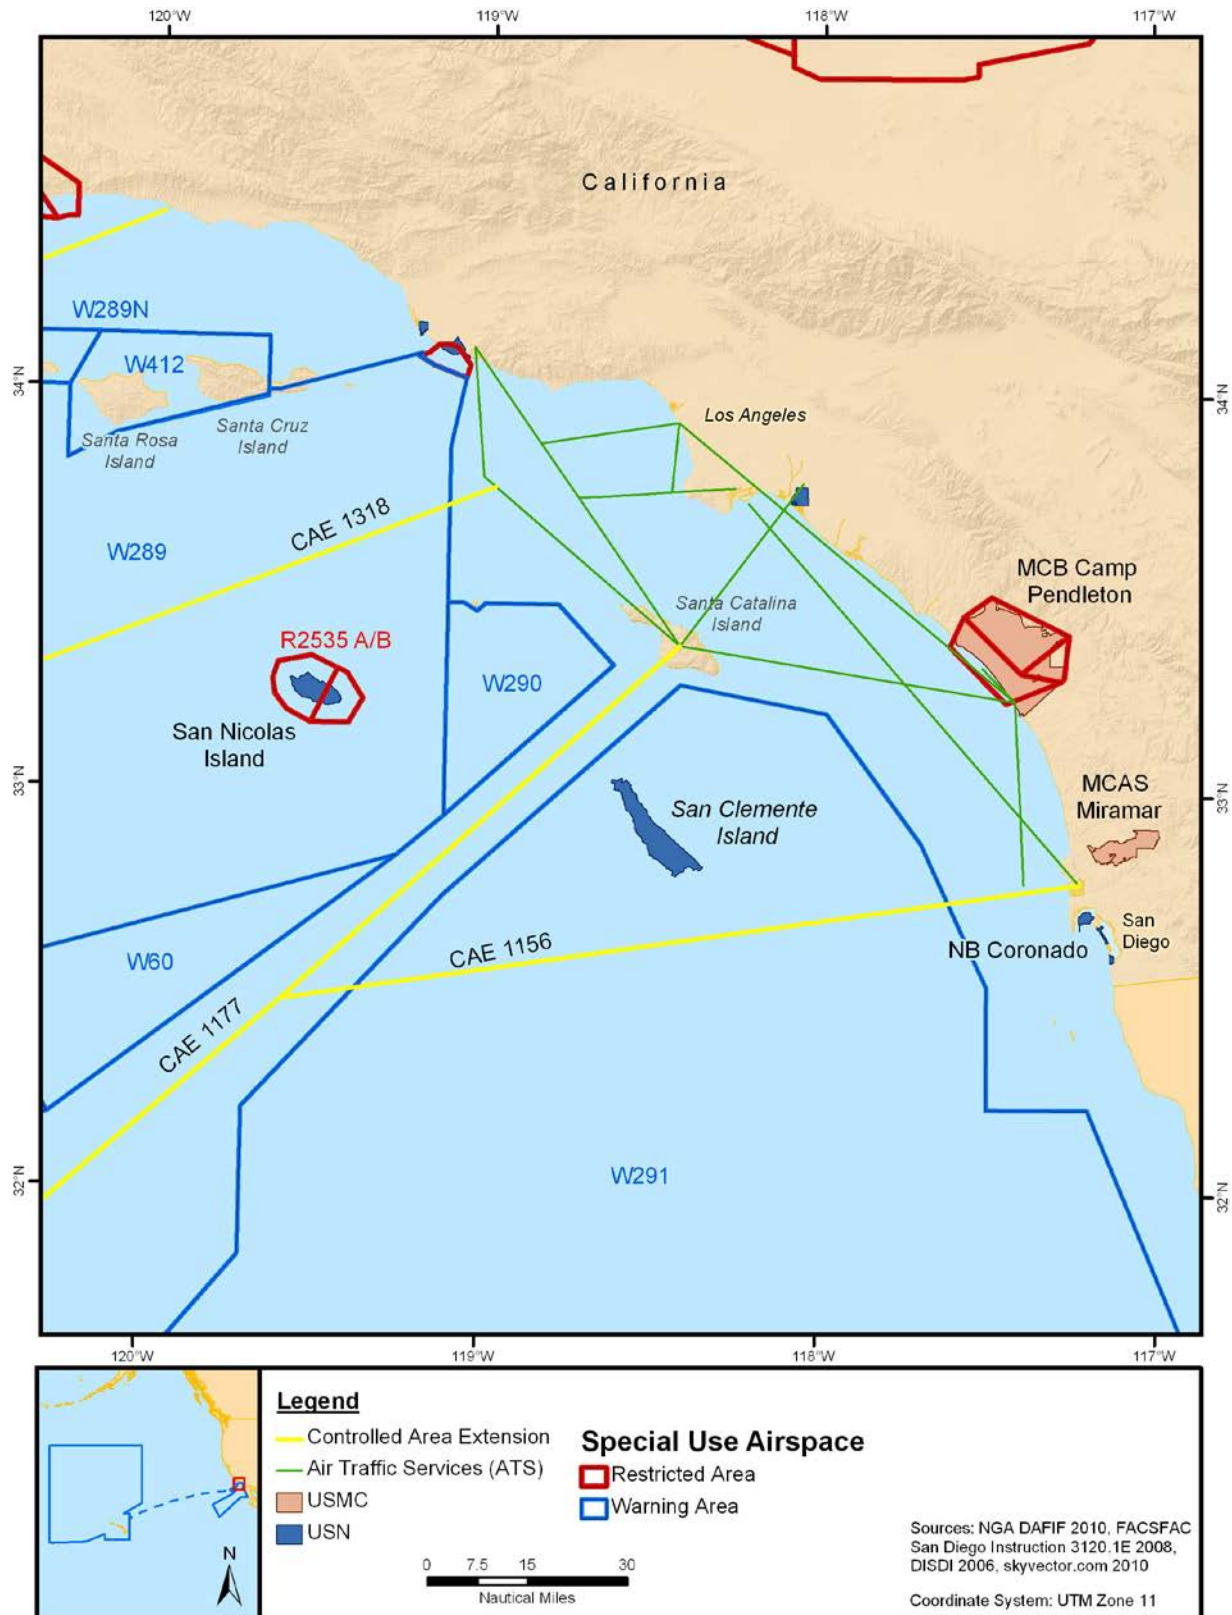 120°W 119°W 118°W 117°W
California
W289N
W412
34°N
34°N
Los Angeles
Santa Rosa
Island
Santa Cruz
Island
CAE 1318
W289
MCB Camp
Pendleton
Santa Catalina
Island
R2535 A/B
W290
San Nicolas
Island
33°N
33°N
MCAS
Miramar
San Clemente
Island
San
Diego
NB Coronado
CAE 1156
W60
CAE 1177
W291
32°N
32°N
120°W 119°W 118°W 117°W
Legend
Controlled Area Extension
Air Traffic Services (ATS)
USMC
USN
Special Use Airspace
Restricted Area
Warning Area
N
0 7.5 15 30
Nautical Miles
Sources: NGA DAFIF 2010, FACSFAC
San Diego Instruction 3120.1E 2008,
DISDI 2006, skyvector.com 2010
Coordinate System: UTM Zone 11